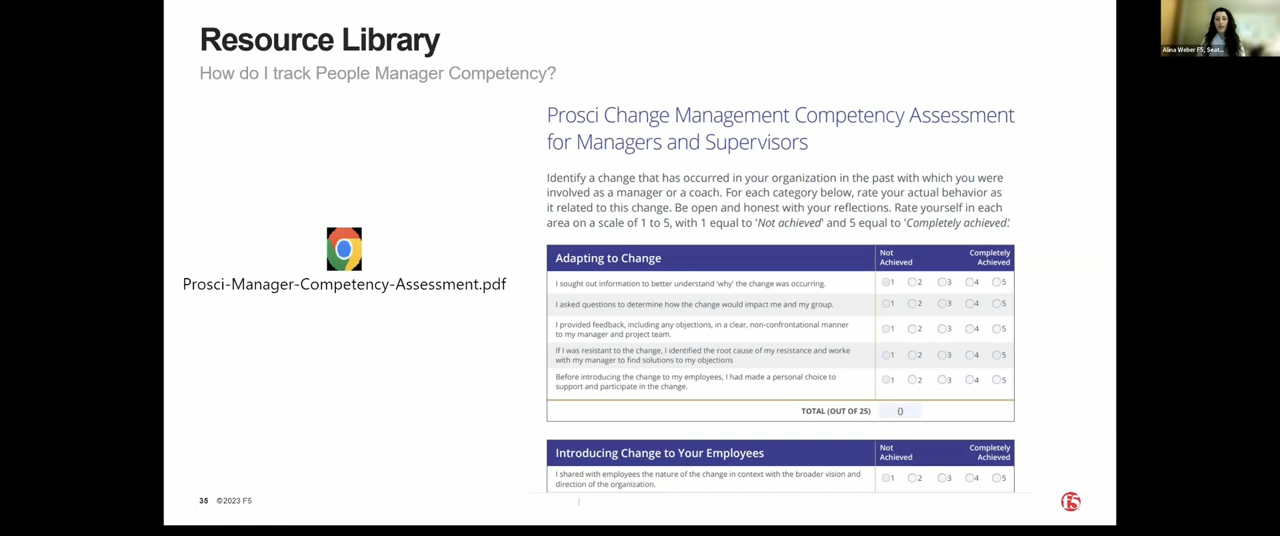 Resource Library
How do I track People Manager Competency?
Alina Weber F5, Seat...
Prosci Change Management Competency Assessment
for Managers and Supervisors
Identify a change that has occurred in your organization in the past with which you were
involved as a manager or a coach. For each category below, rate your actual behavior as
it related to this change. Be open and honest with your reflections. Rate yourself in each
area on a scale of 1 to 5, with 1 equal to 'Not achieved' and 5 equal to 'Completely achieved.'
Prosci-Manager-Competency-Assessment.pdf
Adapting to Change
Not
Achieved
Completely
Achieved
I sought out information to better understand 'why' the change was occurring.
1 2 3 4 5
I asked questions to determine how the change would impact me and my group.
1 2 3 4 5
I provided feedback, including any objections, in a clear, non-confrontational manner
to my manager and project team.
1 2 3 4 5
If I was resistant to the change, I identified the root cause of my resistance and worke
with my manager to find solutions to my objections
1 2 3 4 5
Before introducing the change to my employees, I had made a personal choice to
support and participate in the change.
1 2 3 4 5
TOTAL (OUT OF 25) 0
Introducing Change to Your Employees
Not
Achieved
Completely
Achieved
I shared with employees the nature of the change in context with the broader vision and
direction of the organization.
1 2 3 4 5
35 ©2023 F5
F5